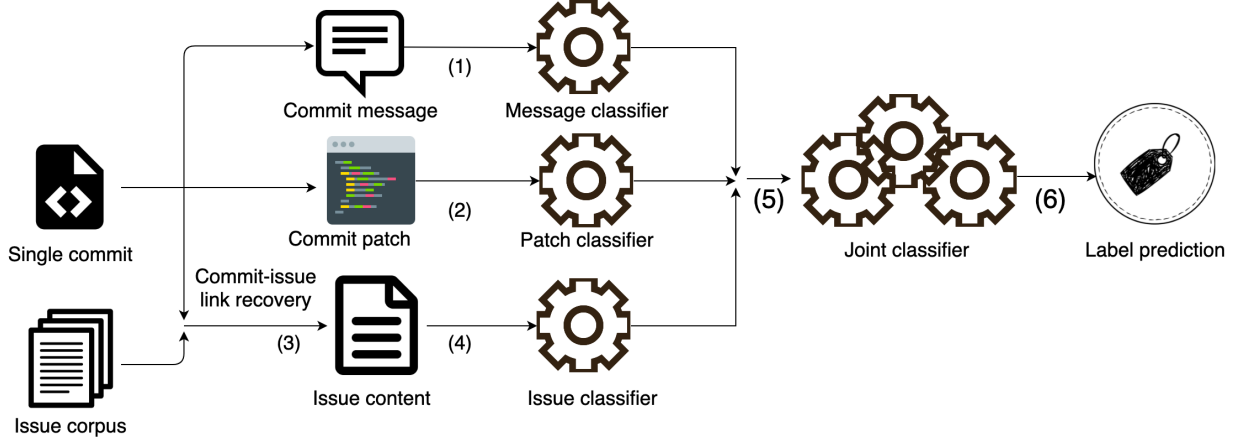 (1)
Commit message
Message classifier
(2)
(5)
(6)
Single commit
Commit patch
Patch classifier
Joint classifier
Label prediction
Commit-issue
link recovery
(3)
(4)
Issue corpus
Issue content
Issue classifier